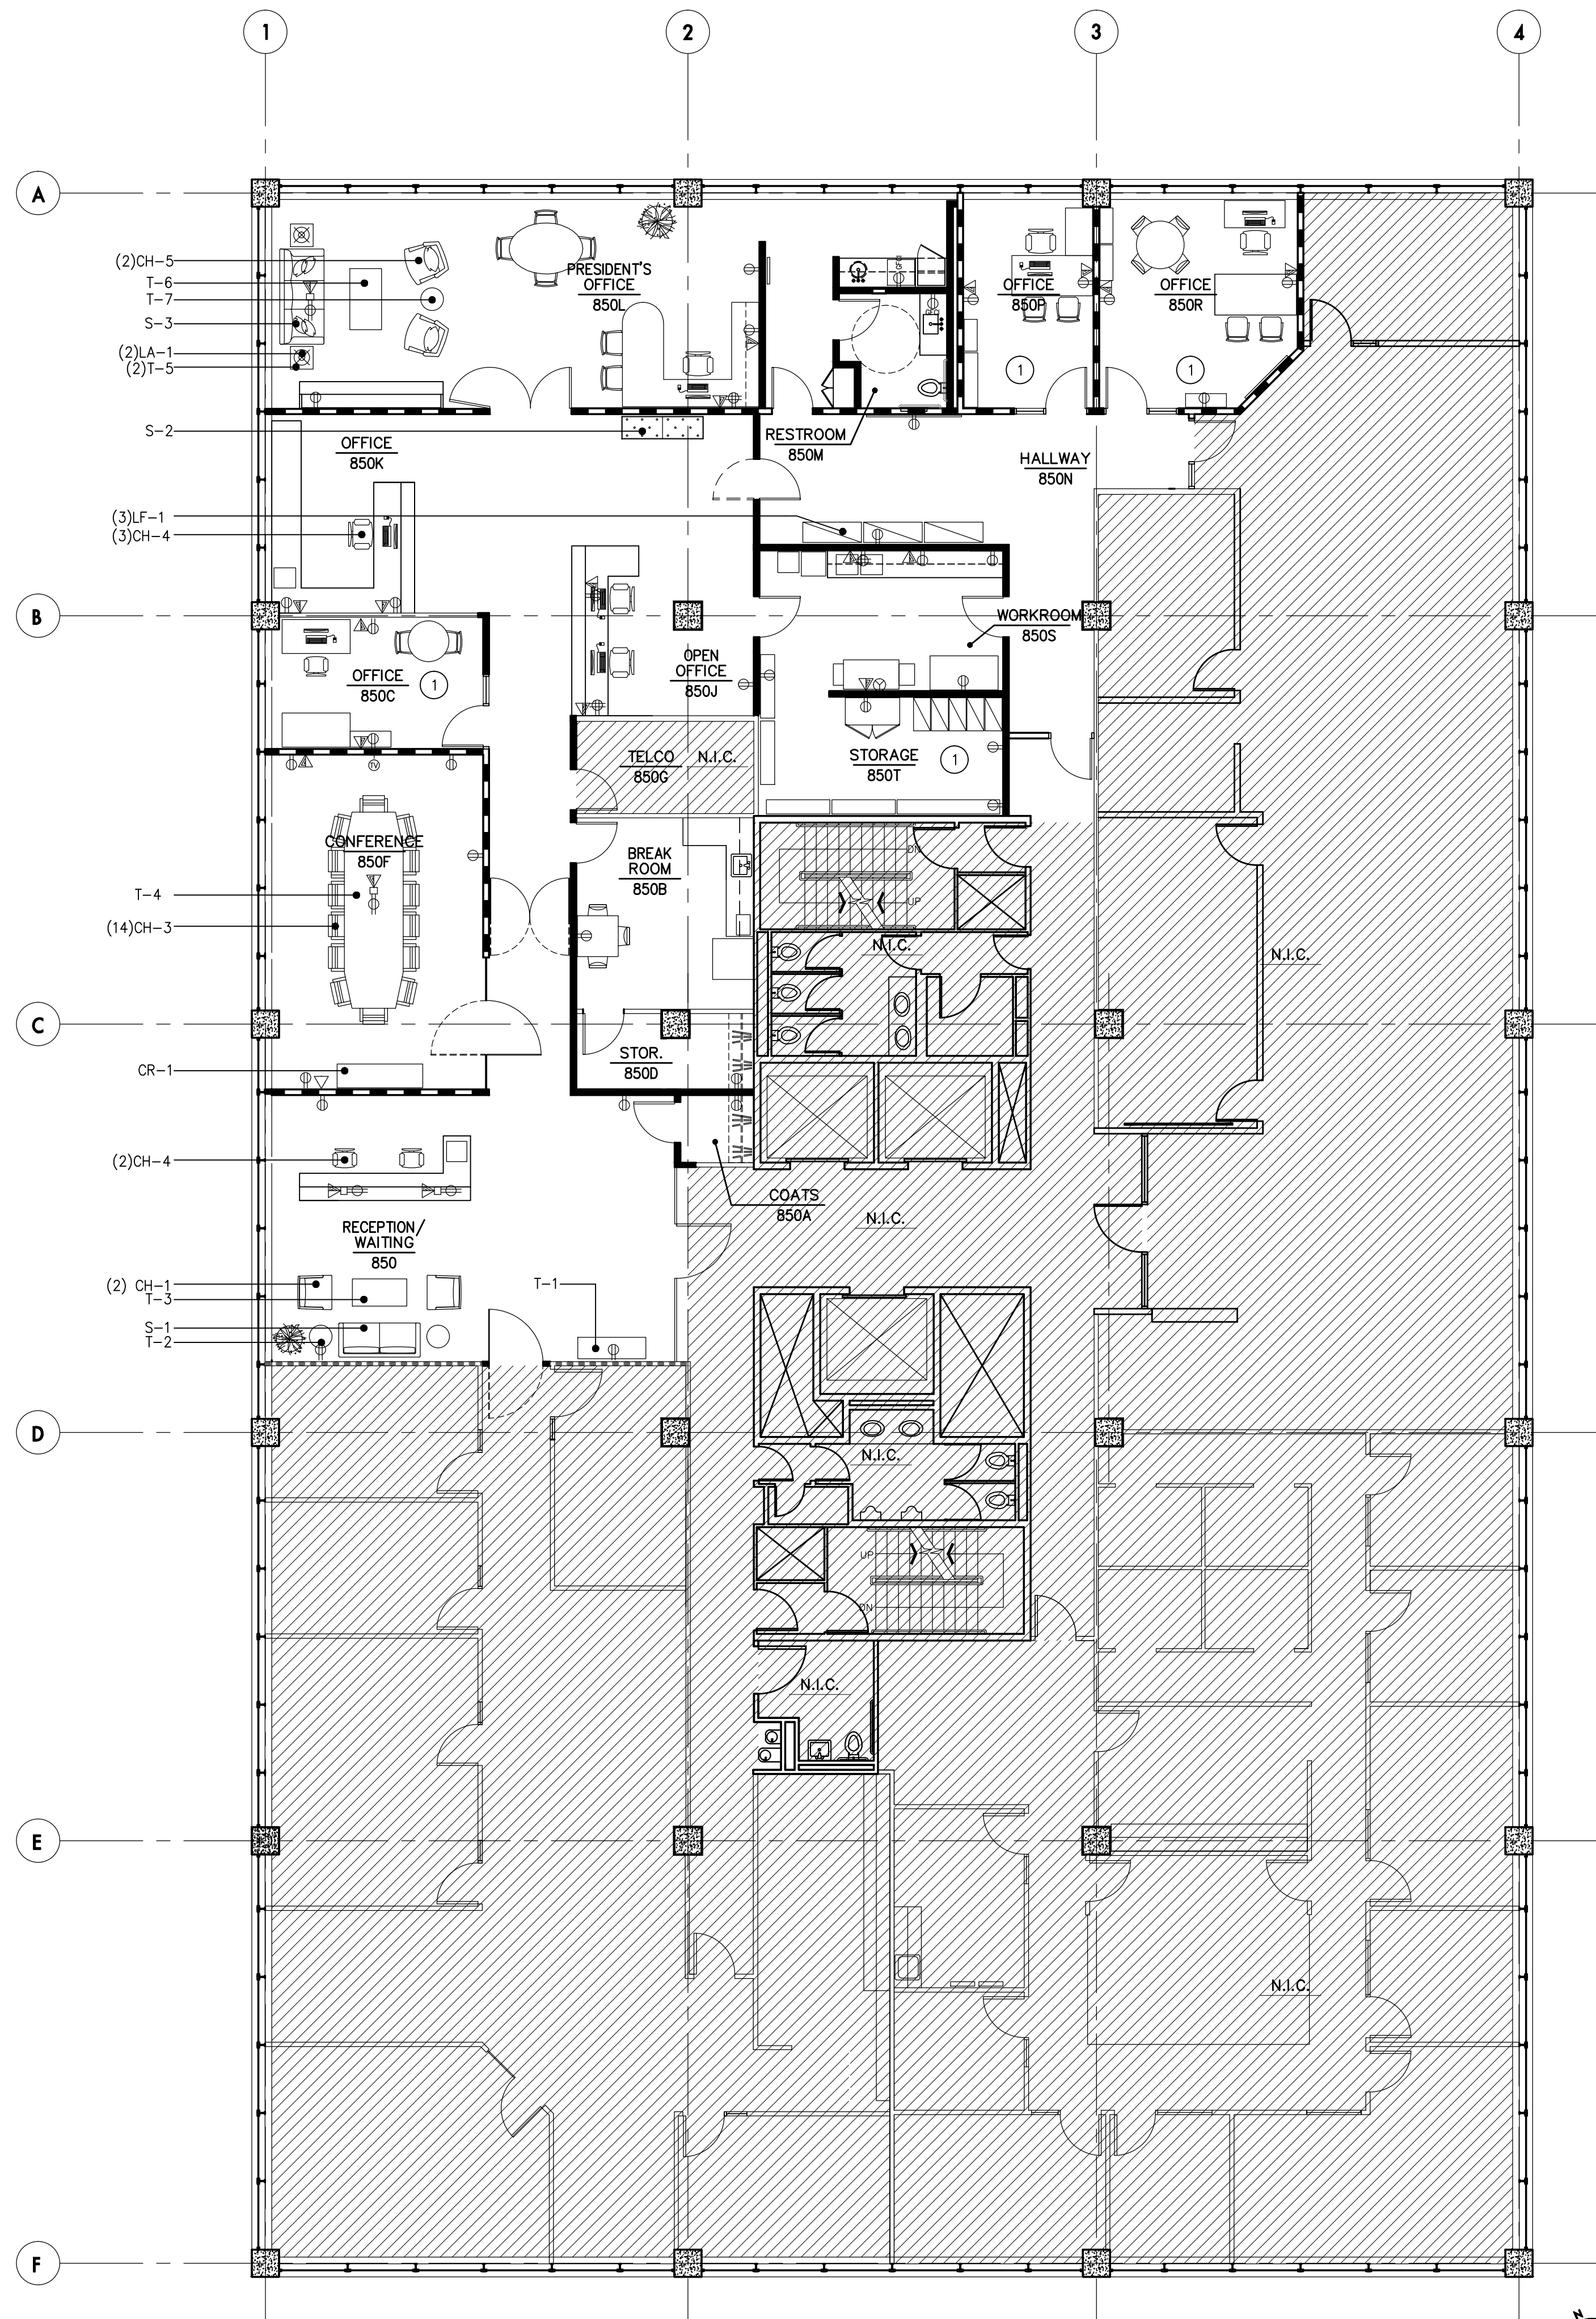 1
2
3
4
A
(2)CH-5
T-6
T-7
S-3
(2)LA-1
(2)T-5
PRESIDENT'S
OFFICE
850L
OFFICE
850P
1
OFFICE
850R
1
S-2
OFFICE
850K
RESTROOM
850M
HALLWAY
850N
(3)LF-1
(3)CH-4
B
WORKROOM
850S
OPEN
OFFICE
850J
OFFICE
850C
1
TELCO
850G
N.I.C.
STORAGE
850T
1
TV
CONFERENCE
850F
BREAK
ROOM
850B
DN
UP
T-4
(14)CH-3
N.I.C.
N.I.C.
C
STOR.
850D
CR-1
(2)CH-4
COATS
850A
N.I.C.
RECEPTION/
WAITING
850
(2) CH-1
T-3
T-1
S-1
T-2
D
N.I.C.
UP
DN
N.I.C.
E
N.I.C.
F
N